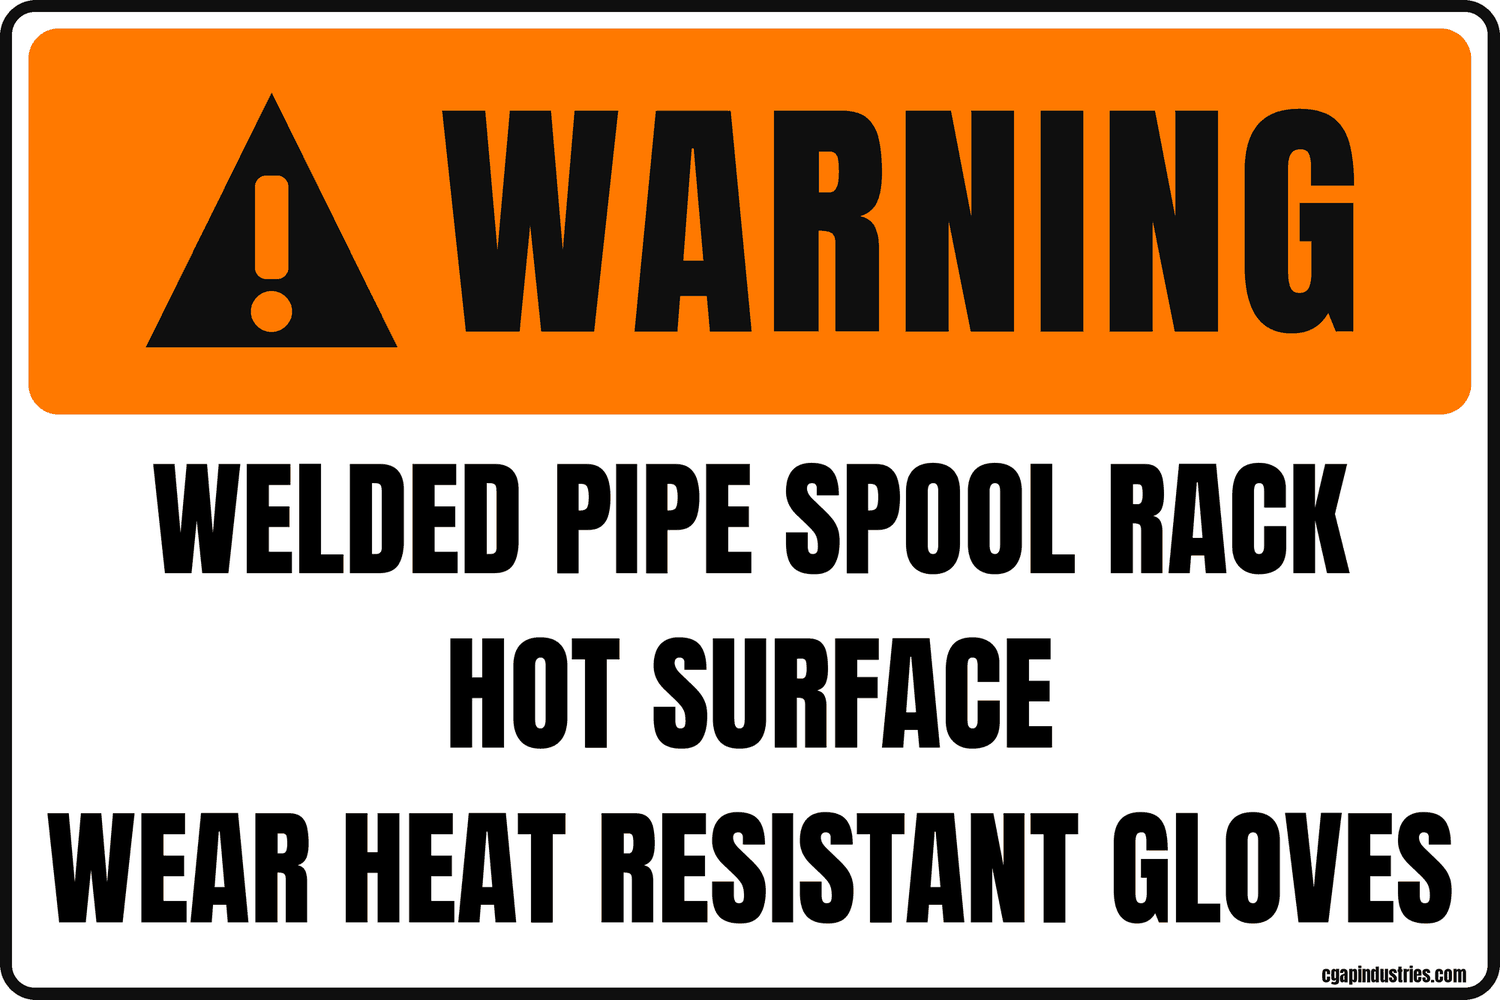 WARNING
WELDED PIPE SPOOL RACK
HOT SURFACE
WEAR HEAT RESISTANT GLOVES
cgapindustries.com